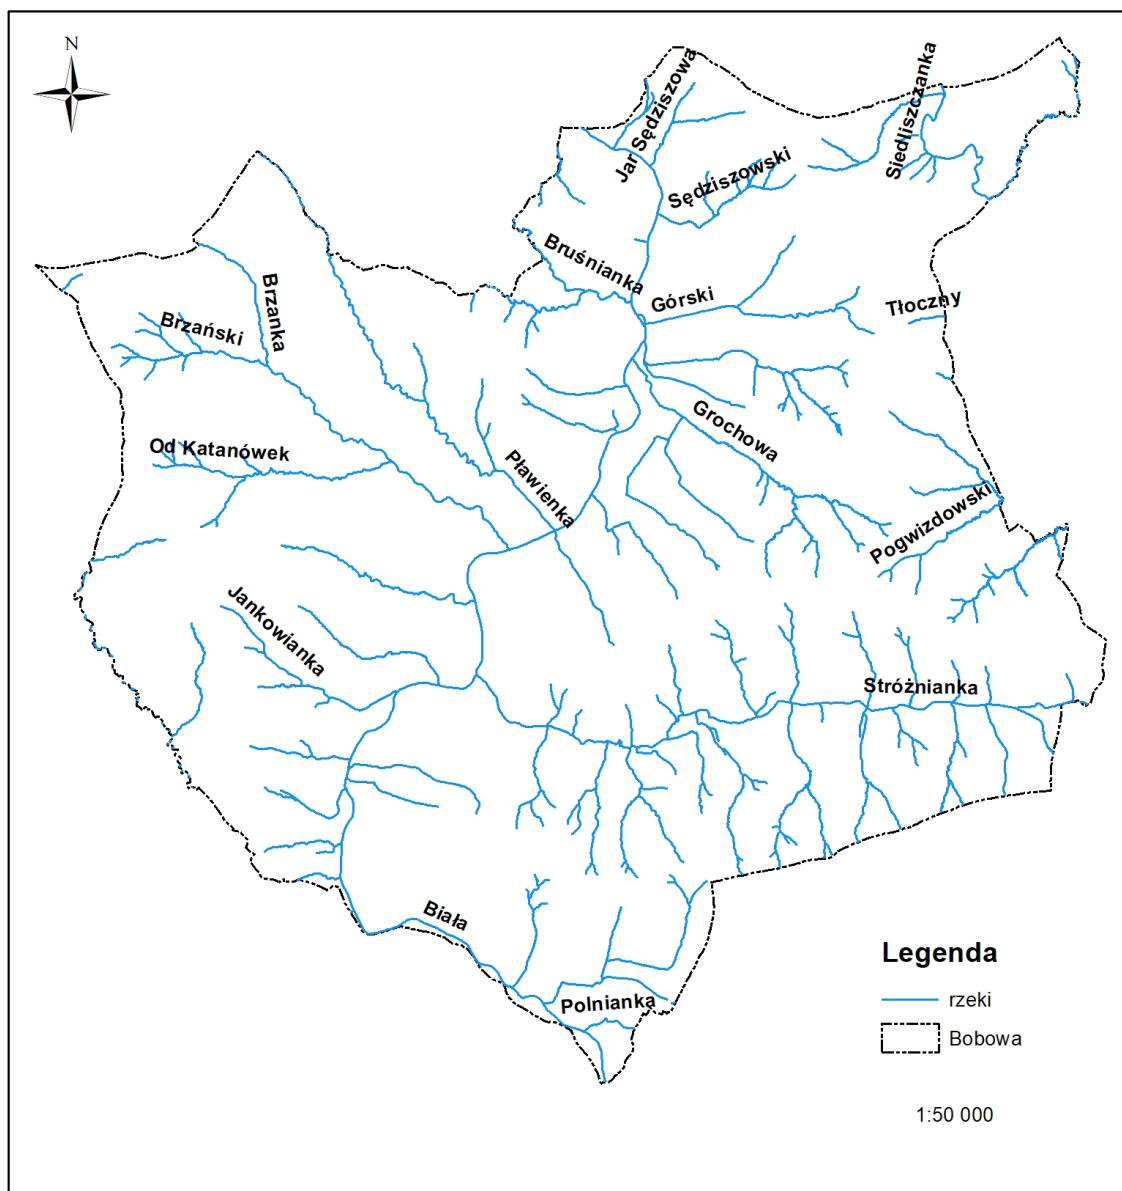 N
Jar Sędziszowa
Siedliszczanka
Sędziszowski
Bruśnianka
Górski
Tłoczny
Brzanka
Brzański
Grochowa
Od Katanówek
Pławienka
Pogwizdowski
Jankowianka
Stróżnianka
Biała
Polnianka
Legenda
rzeki
Bobowa
1:50 000